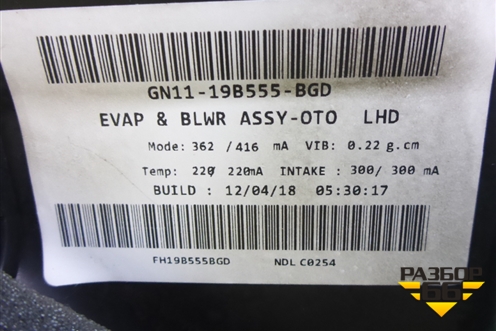 GN11-19B555-BGD
EVAP & BLWR ASSY-OTO LHD
Mode: 362 /416 mA VIB: 0.22 g.cm
Temp: 220/ 220mA INTAKE : 300/ 300 mA
BUILD : 12/04/18 05:30:17
FH19B555BGD NDL C0254
РАЗБОР
66